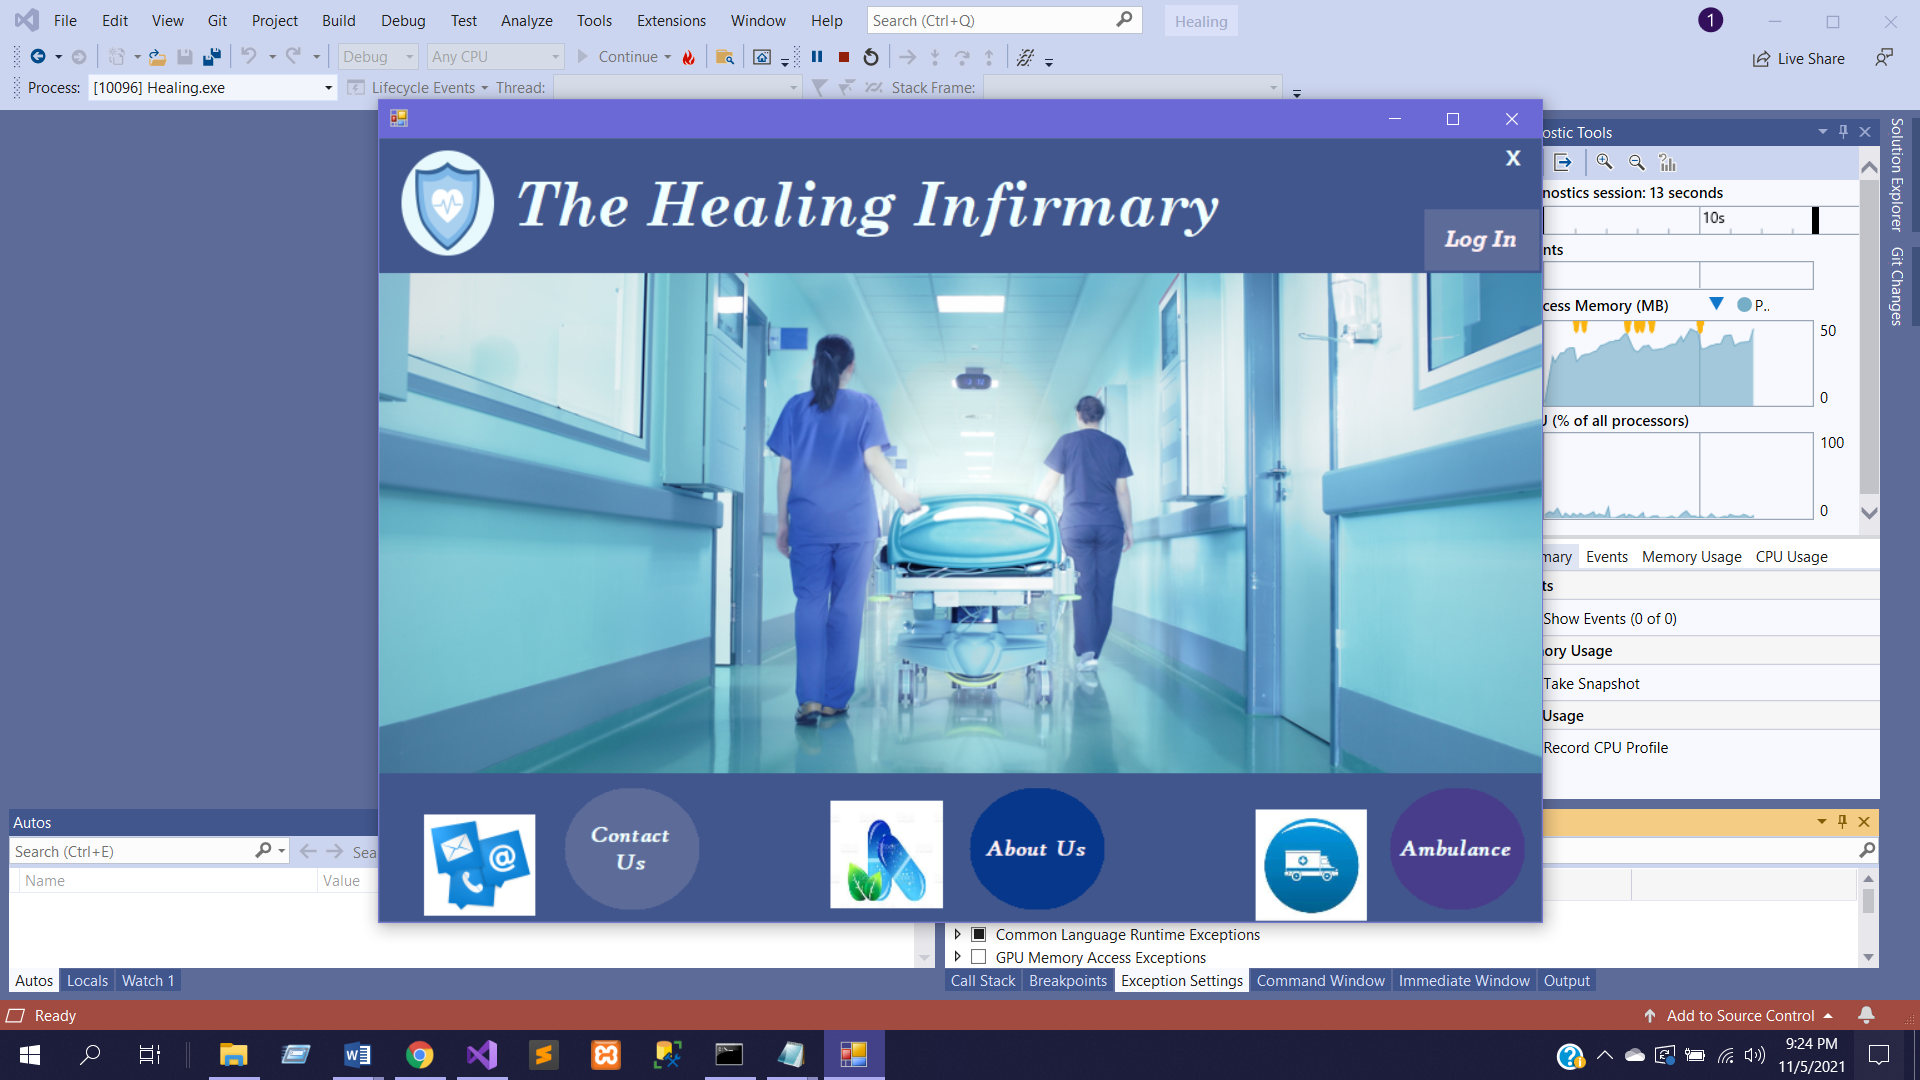 File Edit View Git Project Build Debug Test Analyze Tools Extensions Window Help Search (Ctrl+Q) Healing 1
Debug Any CPU Continue Live Share
Process: [10096] Healing.exe Lifecycle Events Thread: Stack Frame:
ostic Tools
X
The Healing Infirmary
Log In
nostics session: 13 seconds
10s
nts
cess Memory (MB) P..
50
0
(% of all processors)
100
0
mary Events Memory Usage CPU Usage
ts
Show Events (0 of 0)
ory Usage
Take Snapshot
Usage
Record CPU Profile
Solution Explorer
Git Changes
Contact
Us
About Us
Ambulance
Autos
Search (Ctrl+E) Sea
Name Value
Common Language Runtime Exceptions
GPU Memory Access Exceptions
Autos Locals Watch 1
Call Stack Breakpoints Exception Settings Command Window Immediate Window Output
Ready Add to Source Control
9:24 PM
11/5/2021